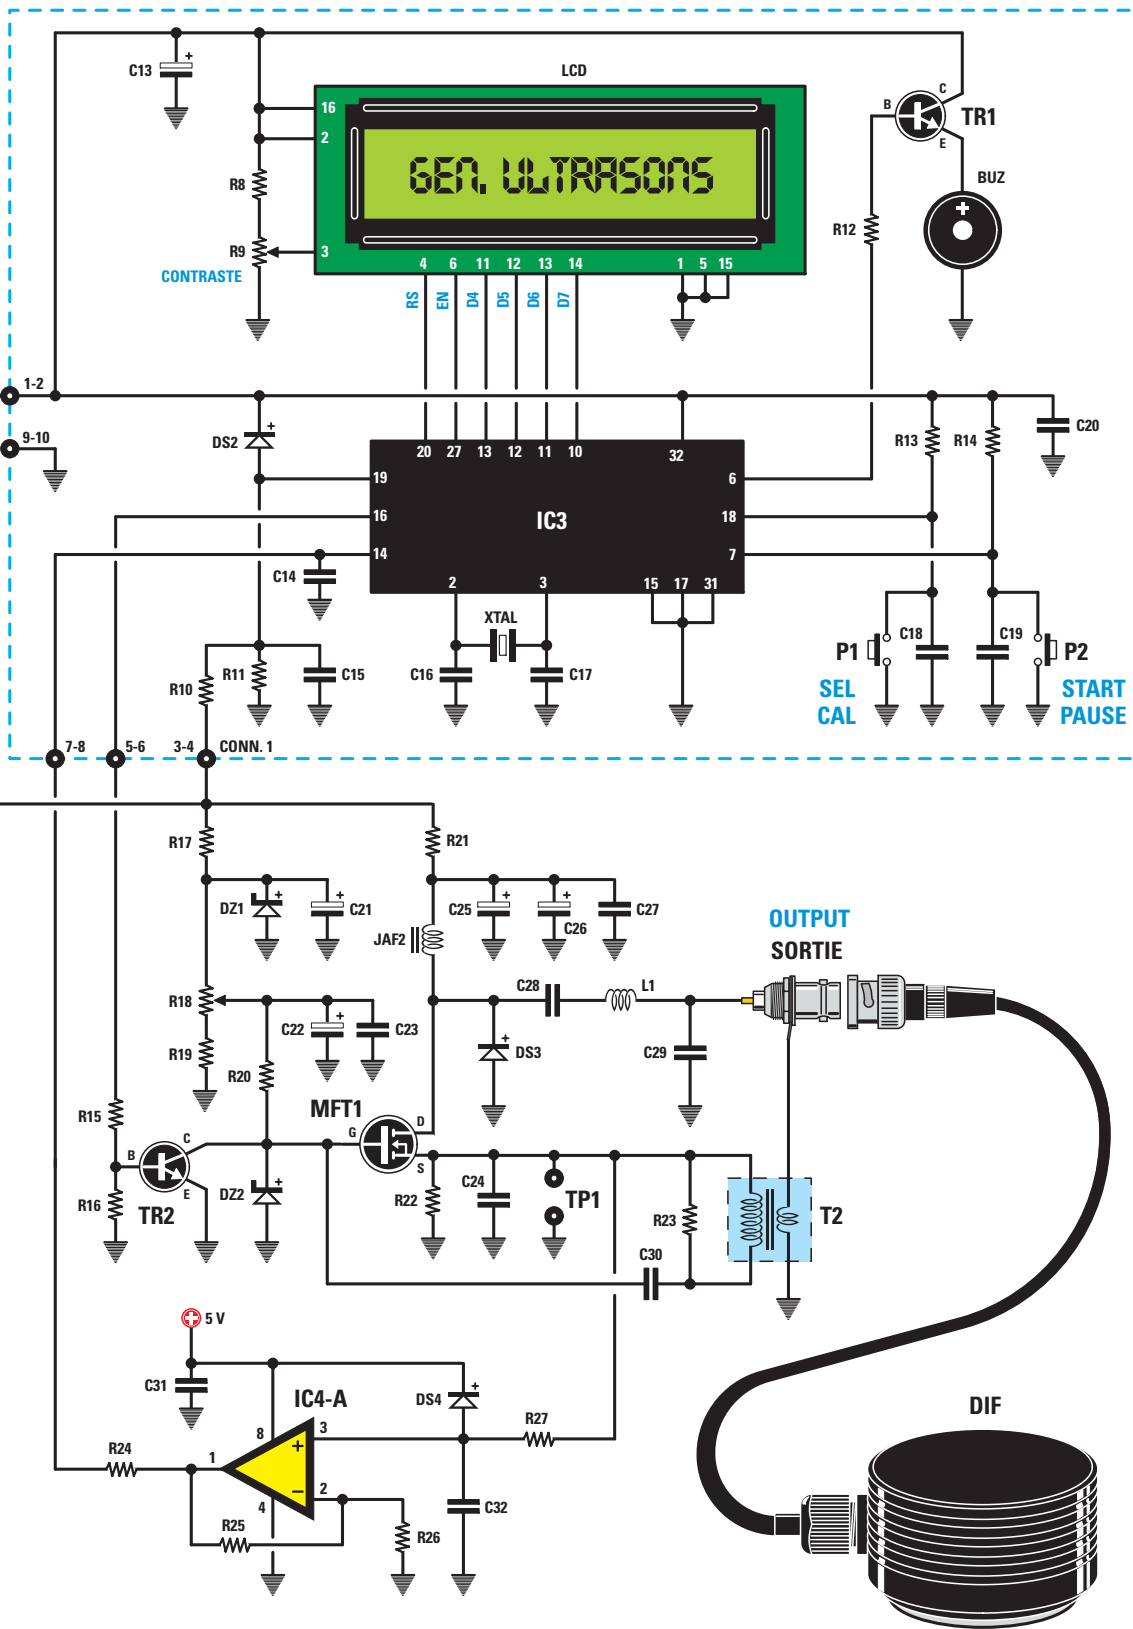 C13
+
LCD
16
2
3
GEN. ULTRASONS
R8
R9
CONTRASTE
4 6 11 12 13 14
1 5 15
RS EN D4 D5 D6 D7
B C E TR1
BUZ
+
R12
1-2
9-10
DS2
+
20 27 13 12 11 10
32
19
16
14
IC3
6
18
7
2 3
15 17 31
R13
R14
C20
C14
XTAL
C16
C17
R10
R11
C15
P1
C18
C19
P2
SEL
CAL
START
PAUSE
7-8
5-6
3-4
CONN. 1
R17
R21
DZ1
+
C21
+
C25
+
C26
+
C27
JAF2
OUTPUT
SORTIE
R18
C22
+
C23
C28
L1
R19
R20
DS3
C29
MFT1
G D S
R15
B C E
R16
TR2
DZ2
+
R22
C24
TP1
R23
T2
C30
5 V
C31
IC4-A
DS4
+
R27
DIF
R24
1
8
3
+
2
−
4
R25
R26
C32